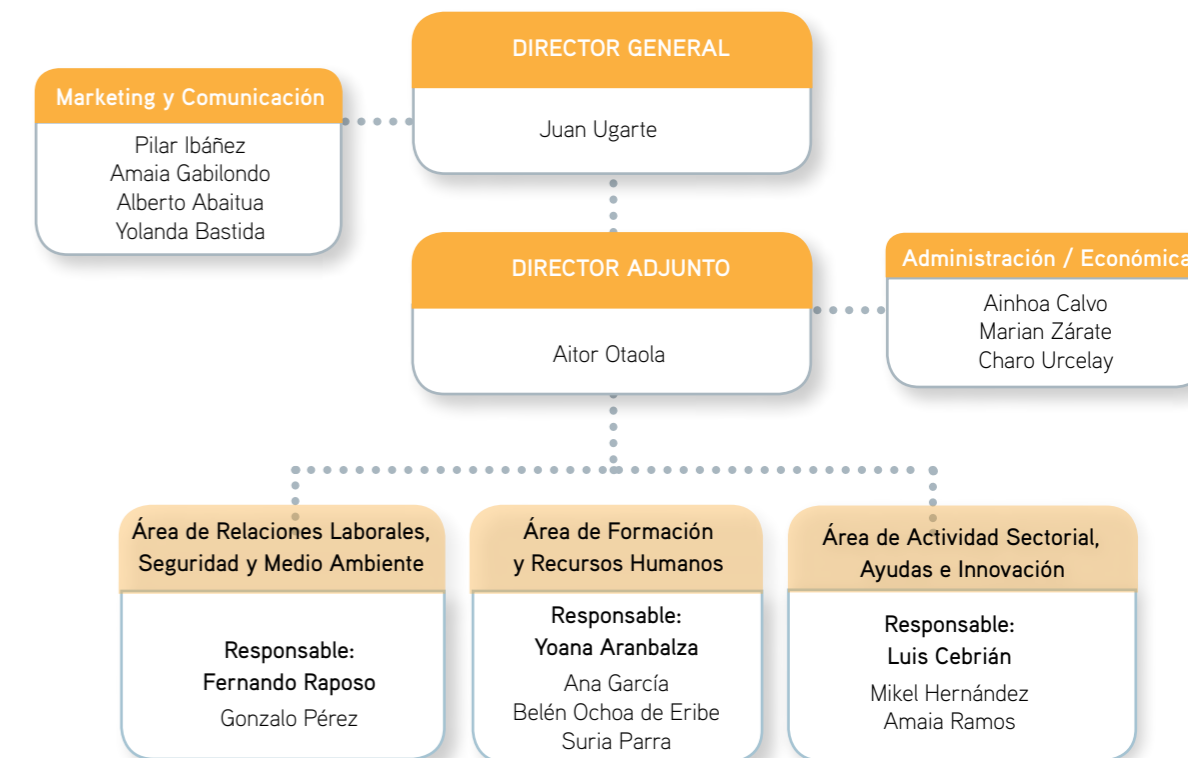 DIRECTOR GENERAL
Juan Ugarte
Marketing y Comunicación
Pilar Ibáñez
Amaia Gabilondo
Alberto Abaitua
Yolanda Bastida
DIRECTOR ADJUNTO
Aitor Otaola
Administración / Económica
Ainhoa Calvo
Marian Zárate
Charo Urcelay
Área de Relaciones Laborales,
Seguridad y Medio Ambiente
Responsable:
Fernando Raposo
Gonzalo Pérez
Área de Formación
y Recursos Humanos
Responsable:
Yoana Aranbalza
Ana García
Belén Ochoa de Eribe
Suria Parra
Área de Actividad Sectorial,
Ayudas e Innovación
Responsable:
Luis Cebrián
Mikel Hernández
Amaia Ramos